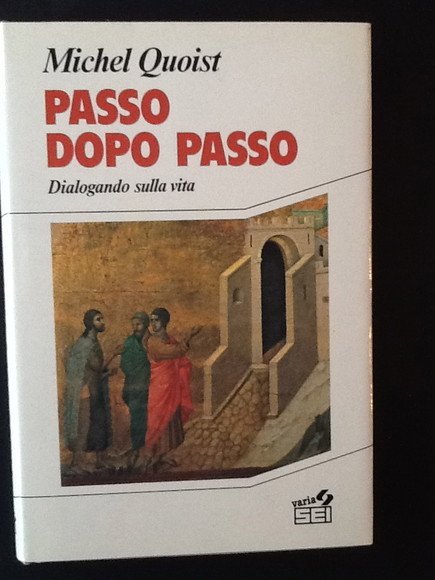 Michel Quoist
PASSO
DOPO PASSO
Dialogando sulla vita
varia
SEI